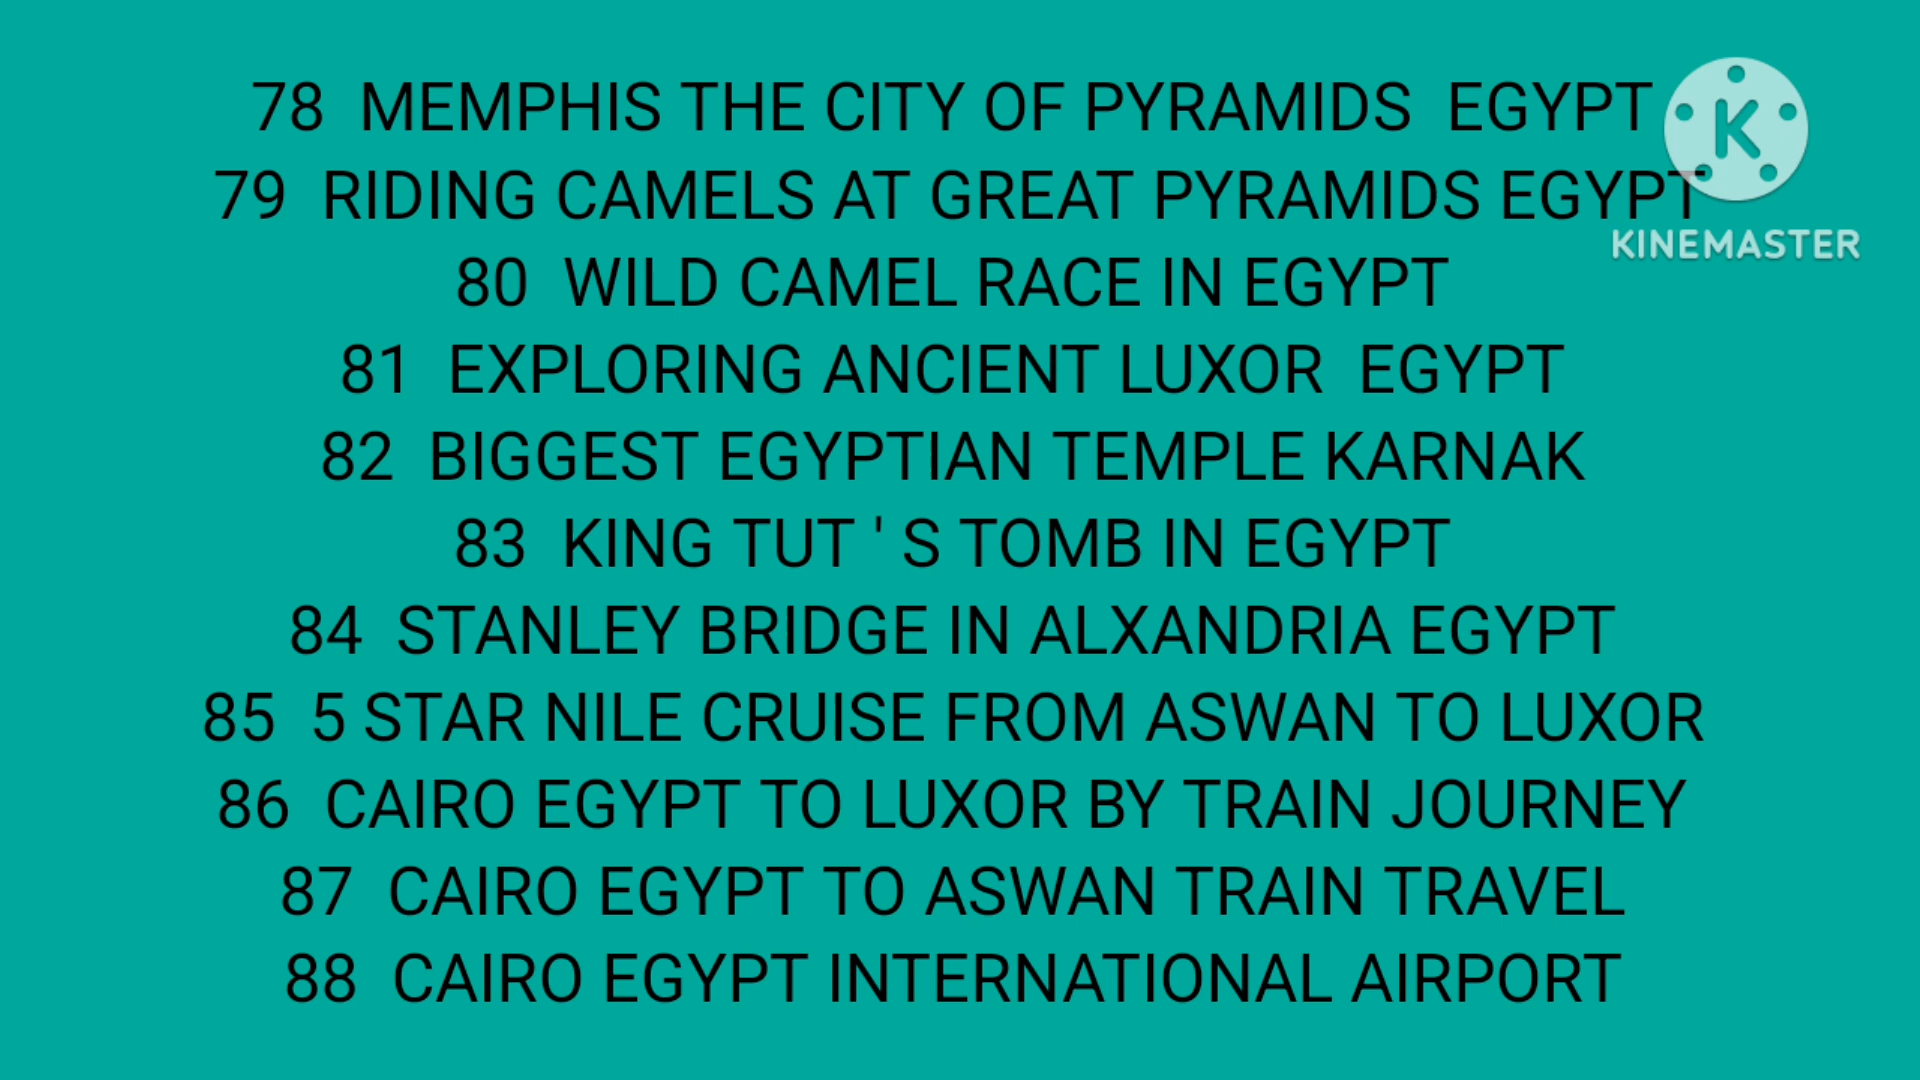 78  MEMPHIS THE CITY OF PYRAMIDS  EGYPT
79  RIDING CAMELS AT GREAT PYRAMIDS EGYPT
80  WILD CAMEL RACE IN EGYPT
81  EXPLORING ANCIENT LUXOR  EGYPT
82  BIGGEST EGYPTIAN TEMPLE KARNAK
83  KING TUT ' S TOMB IN EGYPT
84  STANLEY BRIDGE IN ALXANDRIA EGYPT
85  5 STAR NILE CRUISE FROM ASWAN TO LUXOR
86  CAIRO EGYPT TO LUXOR BY TRAIN JOURNEY
87  CAIRO EGYPT TO ASWAN TRAIN TRAVEL
88  CAIRO EGYPT INTERNATIONAL AIRPORT
K
KINEMASTER